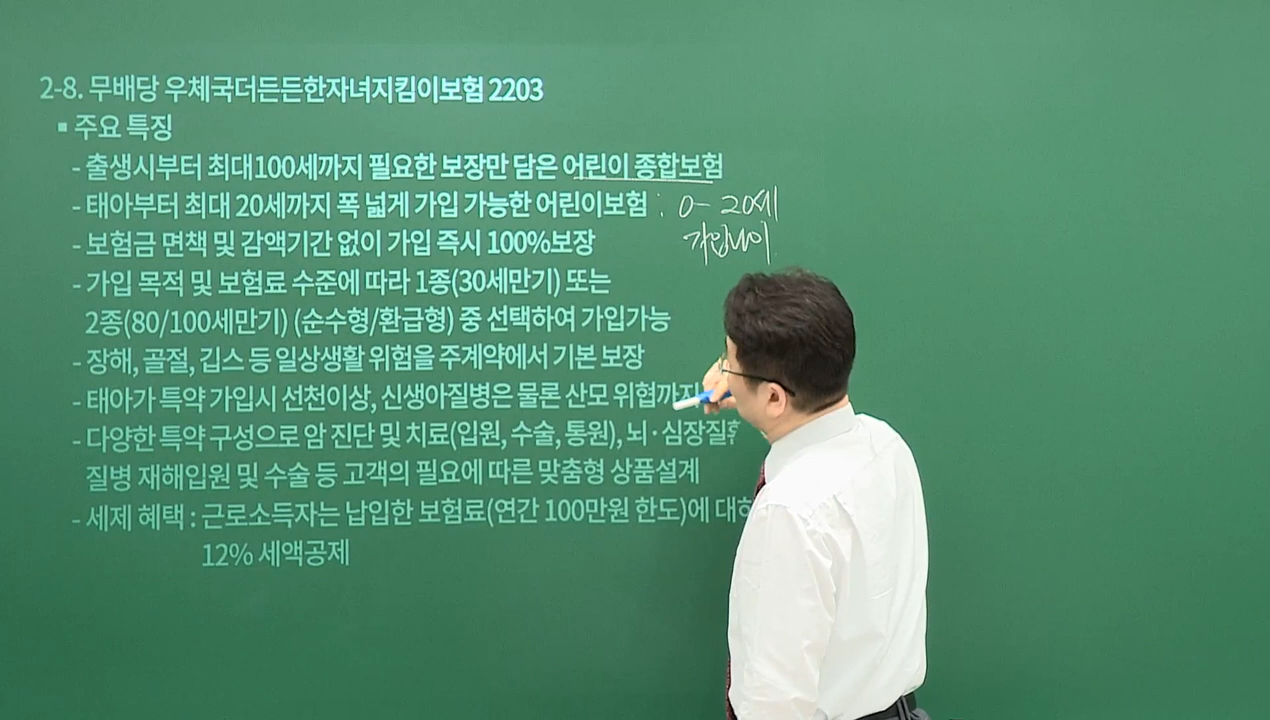 2-8. 무배당 우체국더든든한자녀지킴이보험 2203
▪ 주요 특징
- 출생시부터 최대100세까지 필요한 보장만 담은 어린이 종합보험
- 태아부터 최대 20세까지 폭 넓게 가입 가능한 어린이보험 : 0- 20세
가입나이
- 보험금 면책 및 감액기간 없이 가입 즉시 100%보장
- 가입 목적 및 보험료 수준에 따라 1종(30세만기) 또는
2종(80/100세만기) (순수형/환급형) 중 선택하여 가입가능
- 장해, 골절, 깁스 등 일상생활 위험을 주계약에서 기본 보장
- 태아가 특약 가입시 선천이상, 신생아질병은 물론 산모 위협까지
- 다양한 특약 구성으로 암 진단 및 치료(입원, 수술, 통원), 뇌·심장질환
질병 재해입원 및 수술 등 고객의 필요에 따른 맞춤형 상품설계
- 세제 혜택 : 근로소득자는 납입한 보험료(연간 100만원 한도)에 대하
12% 세액공제